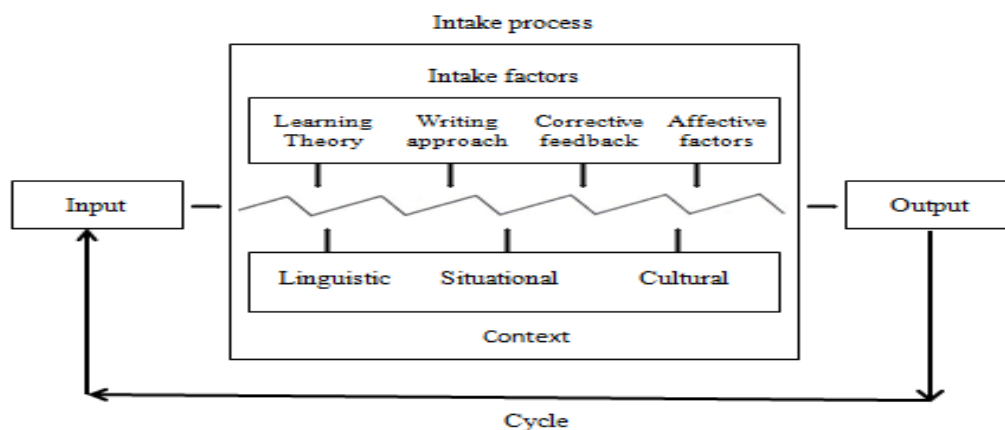 Intake process
Intake factors
Learning Theory
Writing approach
Corrective feedback
Affective factors
Input
Output
Linguistic
Situational
Cultural
Context
Cycle